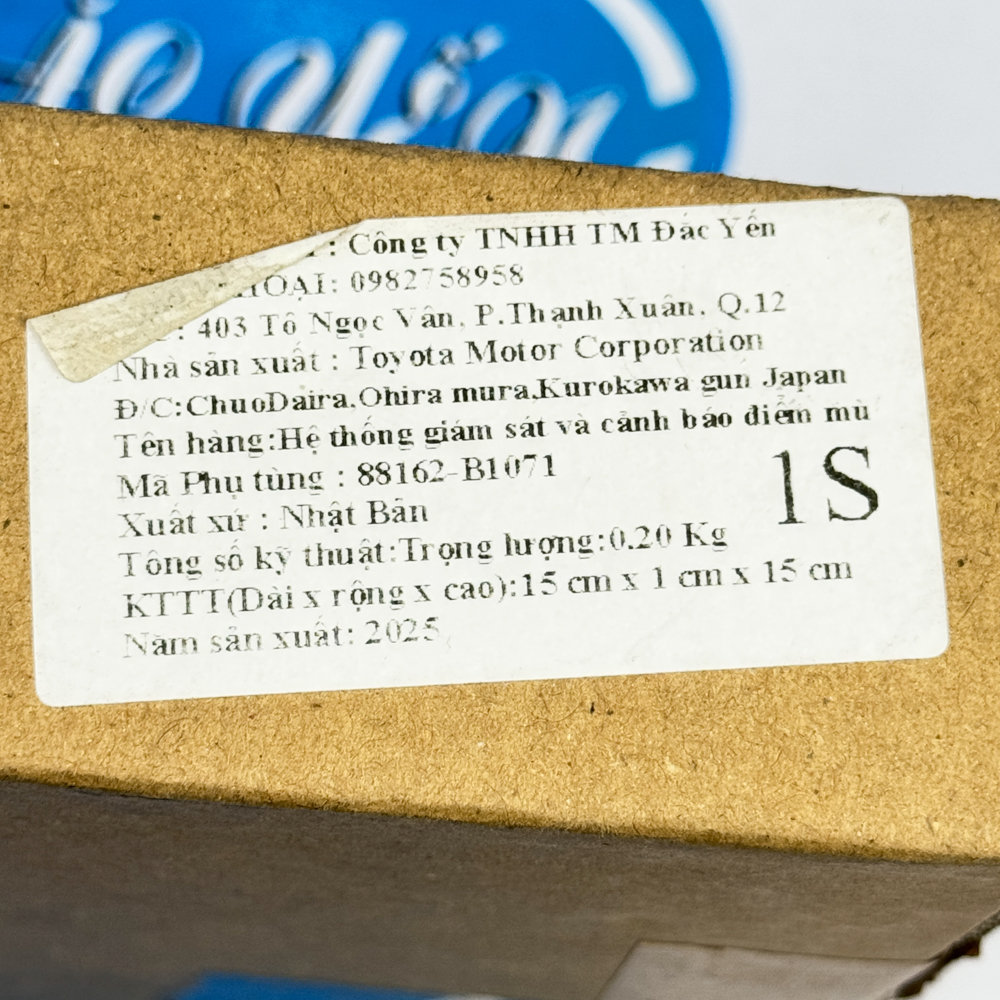 : Công ty TNHH TM Đắc Yến
HOẠI: 0982758958
: 403 Tô Ngọc Vân, P.Thạnh Xuân, Q.12
Nhà sản xuất : Toyota Motor Corporation
Đ/C:ChuoDaira,Ohira mura,Kurokawa gun Japan
Tên hàng:Hệ thống giám sát và cảnh báo điểm mù
Mã Phụ tùng : 88162-B1071
1S
Xuất xứ : Nhật Bản
Tông số kỹ thuật:Trọng lượng:0.20 Kg
KTTT(Dài x rộng x cao):15 cm x 1 cm x 15 cm
Năm sản xuất: 2025